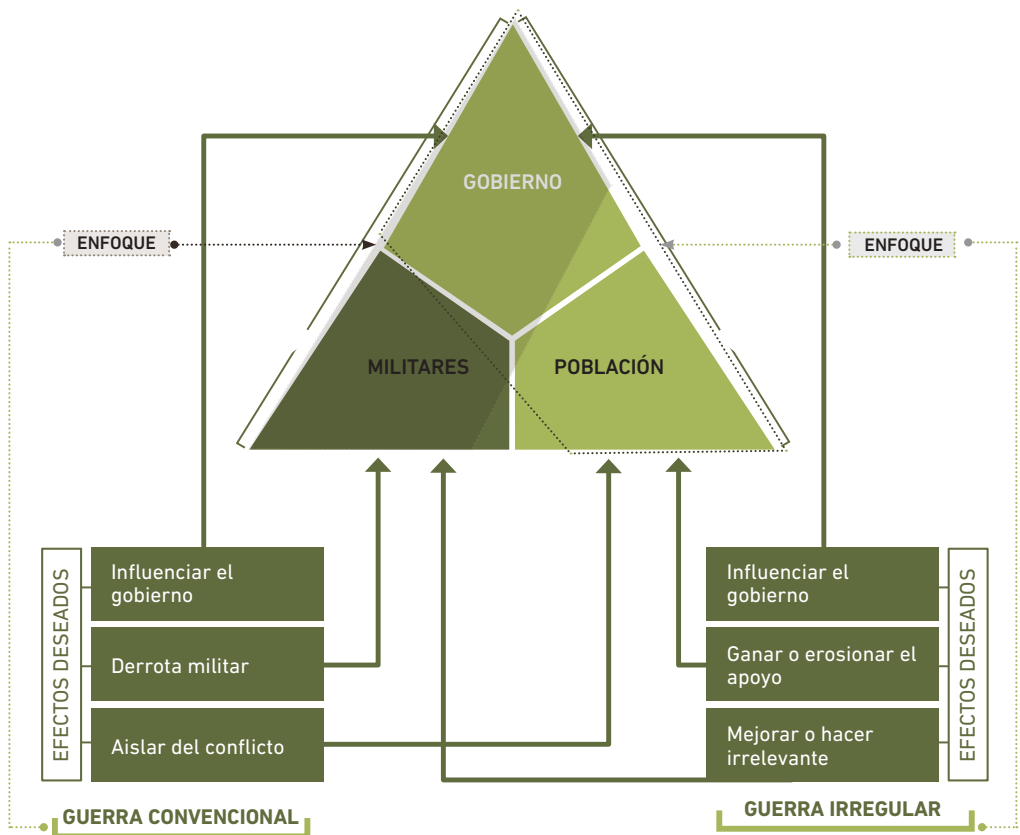 GOBIERNO
ENFOQUE
ENFOQUE
MILITARES
POBLACIÓN
EFECTOS DESEADOS
Influenciar el
gobierno
Derrota militar
Aislar del conflicto
GUERRA CONVENCIONAL
Influenciar el
gobierno
Ganar o erosionar el
apoyo
Mejorar o hacer
irrelevante
EFECTOS DESEADOS
GUERRA IRREGULAR